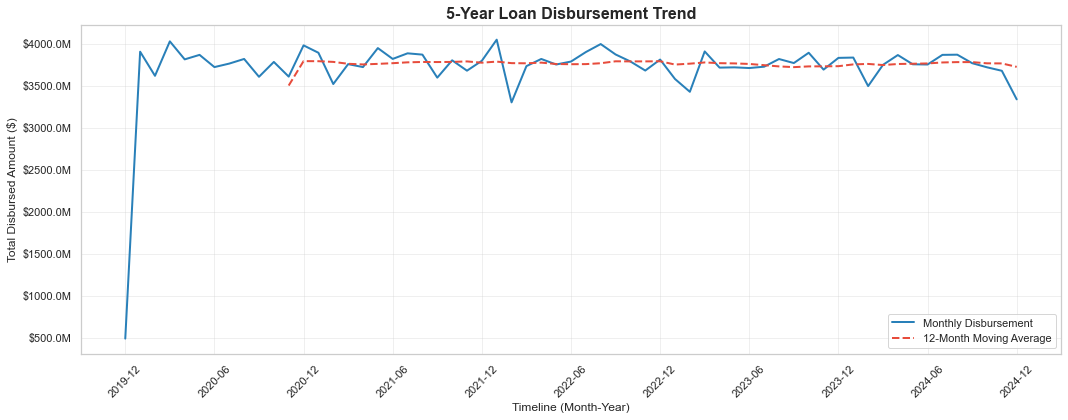 5-Year Loan Disbursement Trend
Total Disbursed Amount ($)
$4000.0M
$3500.0M
$3000.0M
$2500.0M
$2000.0M
$1500.0M
$1000.0M
$500.0M
Monthly Disbursement
12-Month Moving Average
2019-12
2020-06
2020-12
2021-06
2021-12
2022-06
2022-12
2023-06
2023-12
2024-06
2024-12
Timeline (Month-Year)